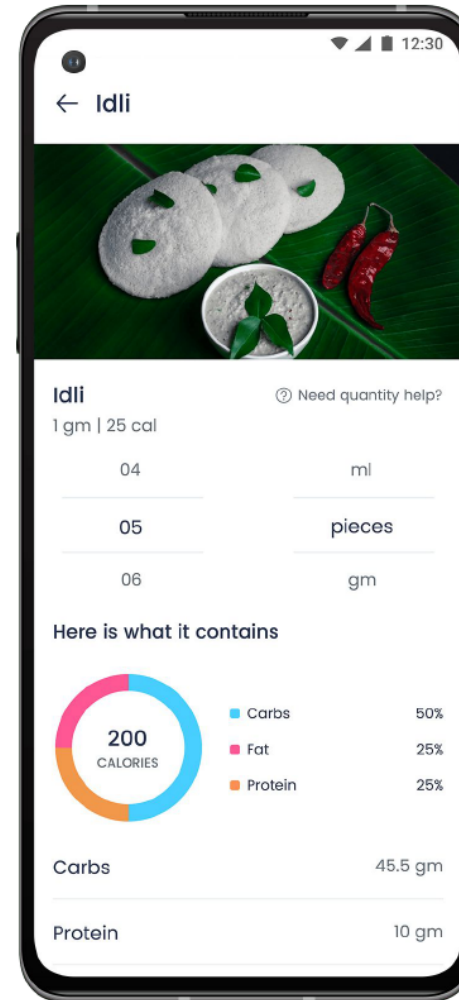 12:30
← Idli
Idli
? Need quantity help?
1 gm | 25 cal
04 ml
05 pieces
06 gm
Here is what it contains
200
CALORIES
Carbs 50%
Fat 25%
Protein 25%
Carbs 45.5 gm
Protein 10 gm